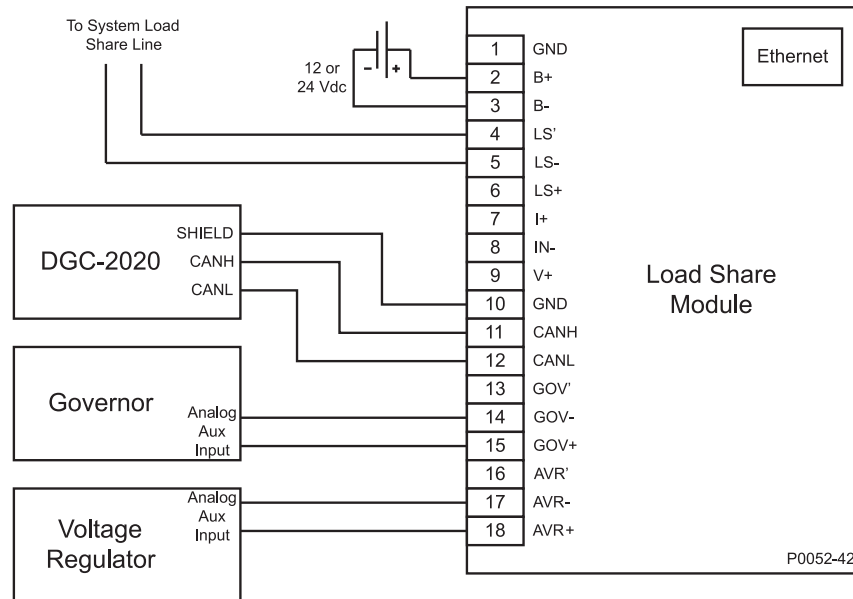 To System Load
Share Line
12 or
24 Vdc
- +
1 GND
2 B+
3 B-
4 LS'
5 LS-
6 LS+
7 I+
8 IN-
9 V+
10 GND
11 CANH
12 CANL
13 GOV'
14 GOV-
15 GOV+
16 AVR'
17 AVR-
18 AVR+
Ethernet
Load Share
Module
DGC-2020
SHIELD
CANH
CANL
Governor
Analog
Aux
Input
Voltage
Regulator
Analog
Aux
Input
P0052-42